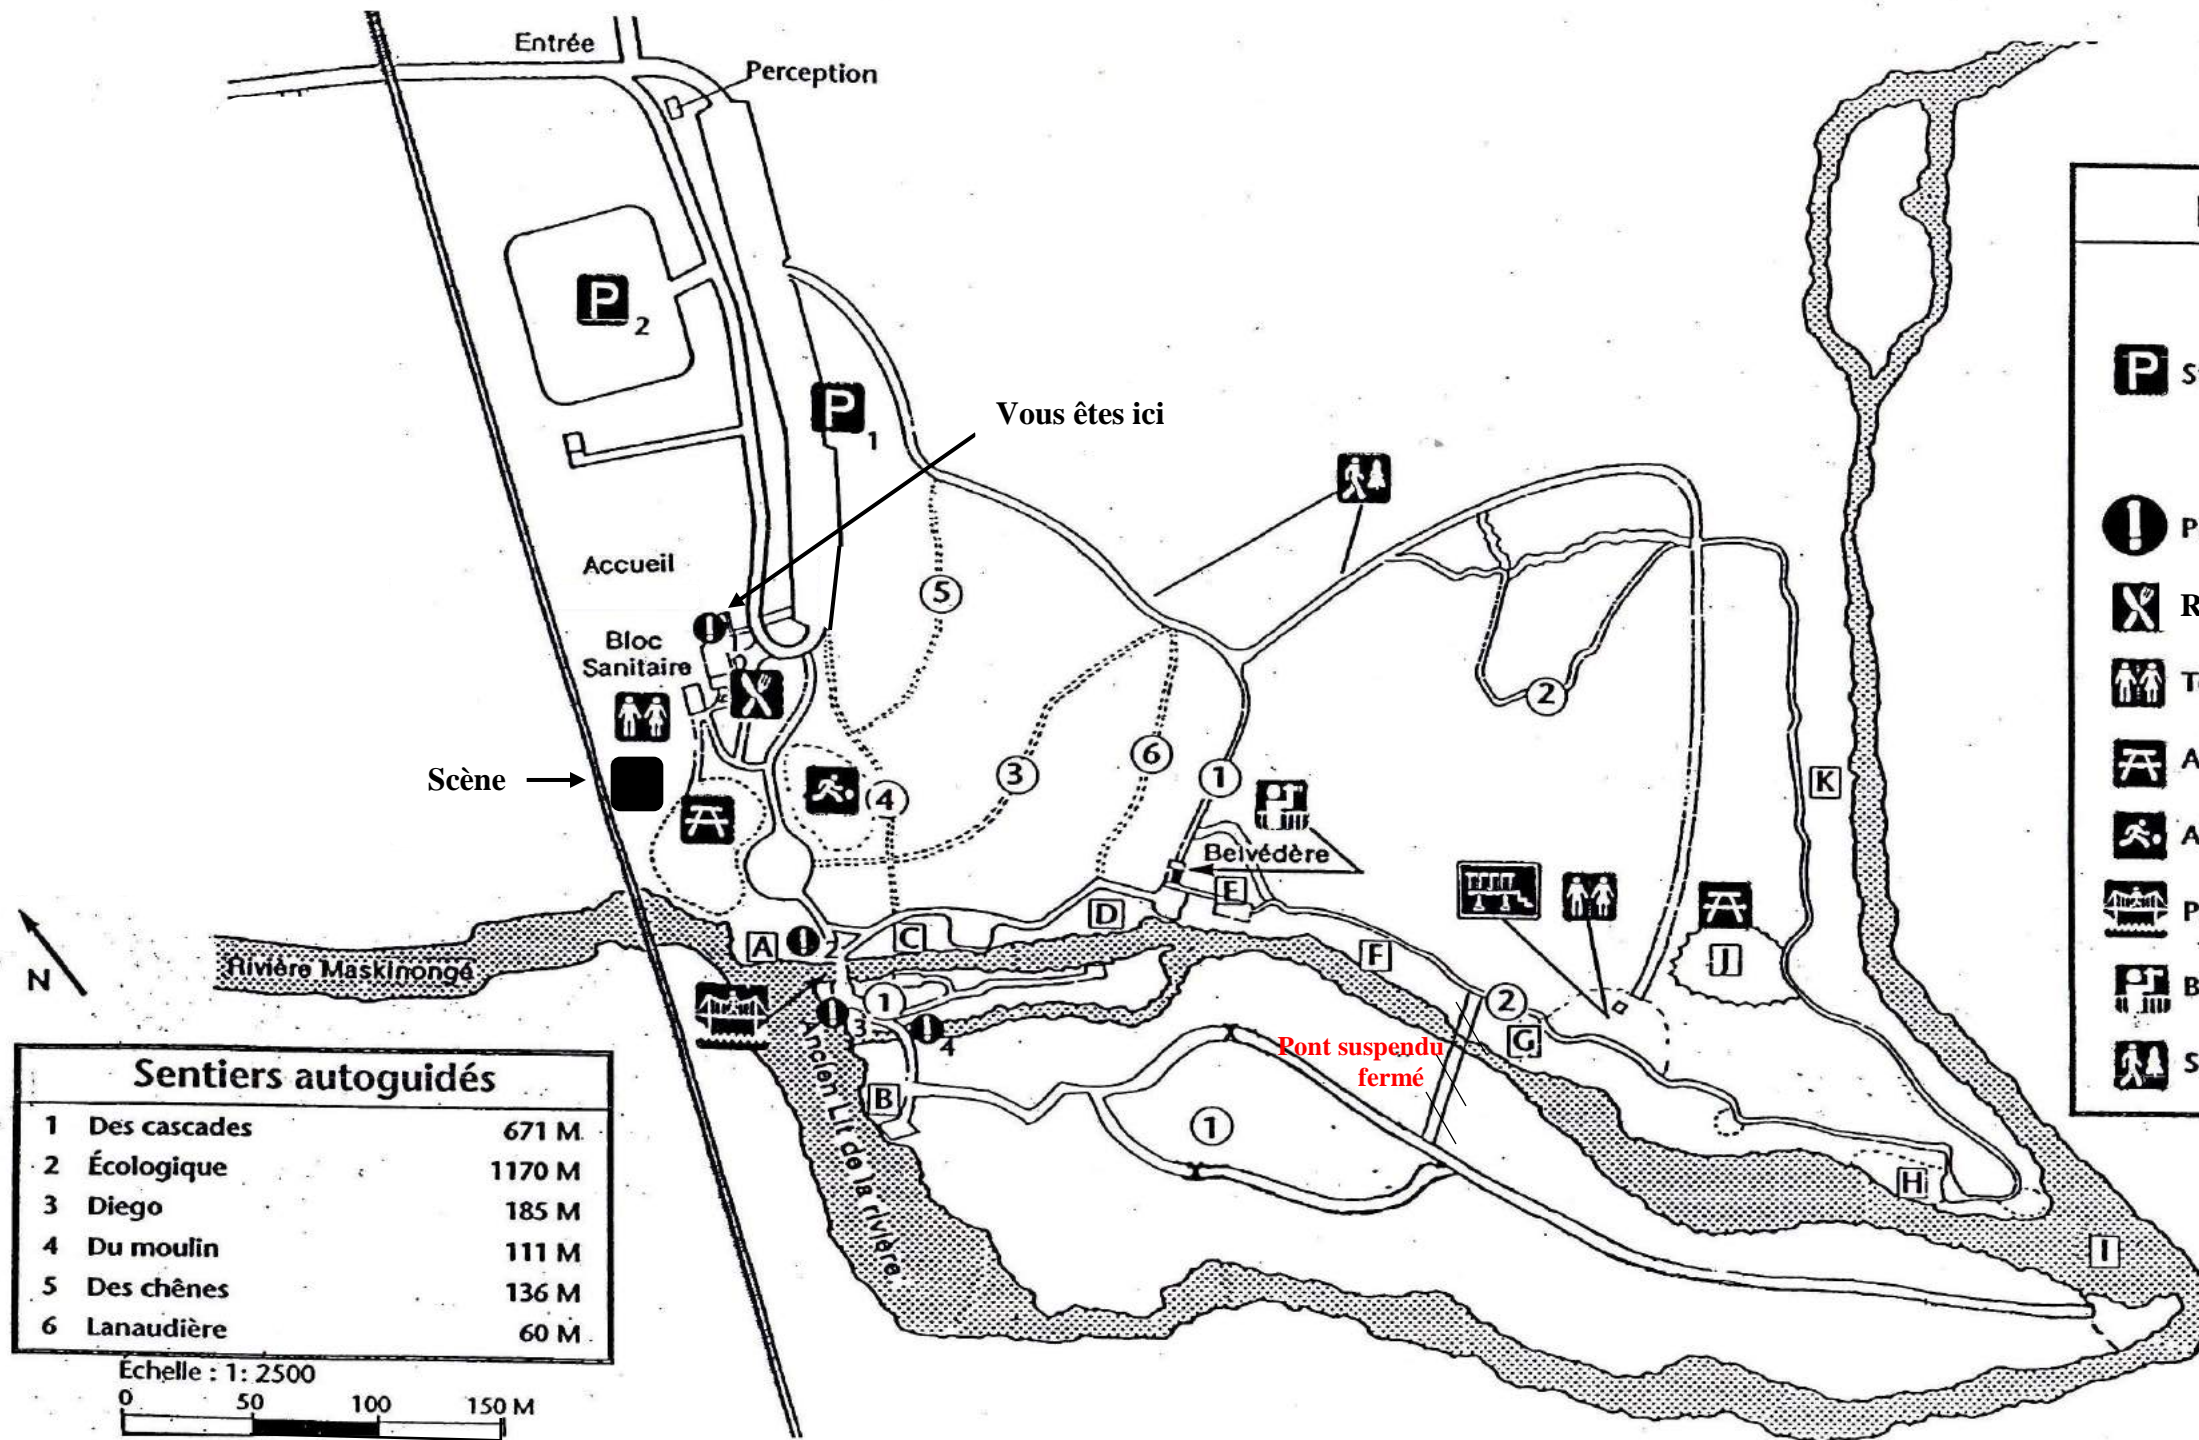 Entrée
Perception
P
2
P
1
Vous êtes ici
P
S
P
R
T
A
A
P
B
S
Accueil
Bloc
Sanitaire
5
2
3
6
1
4
K
Scène
Belvédère
E
D
C
A
2
F
J
N
Rivière Maskinongé
1
3
4
2
G
Pont suspendu
fermé
Ancien Lit de la rivière
B
1
H
I
Sentiers autoguidés
1 Des cascades 671 M
2 Écologique 1170 M
3 Diego 185 M
4 Du moulin 111 M
5 Des chênes 136 M
6 Lanaudière 60 M
Échelle : 1: 2500
0 50 100 150 M